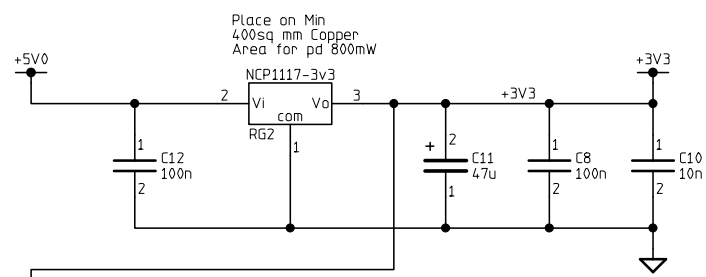 Place on Min
400sq mm Copper
Area for pd 800mW
+5V0
+3V3
NCP1117-3v3
2
Vi
Vo
3
+3V3
com
RG2
1
1
C12
100n
2
+
2
C11
47u
1
1
C8
100n
2
1
C10
10n
2